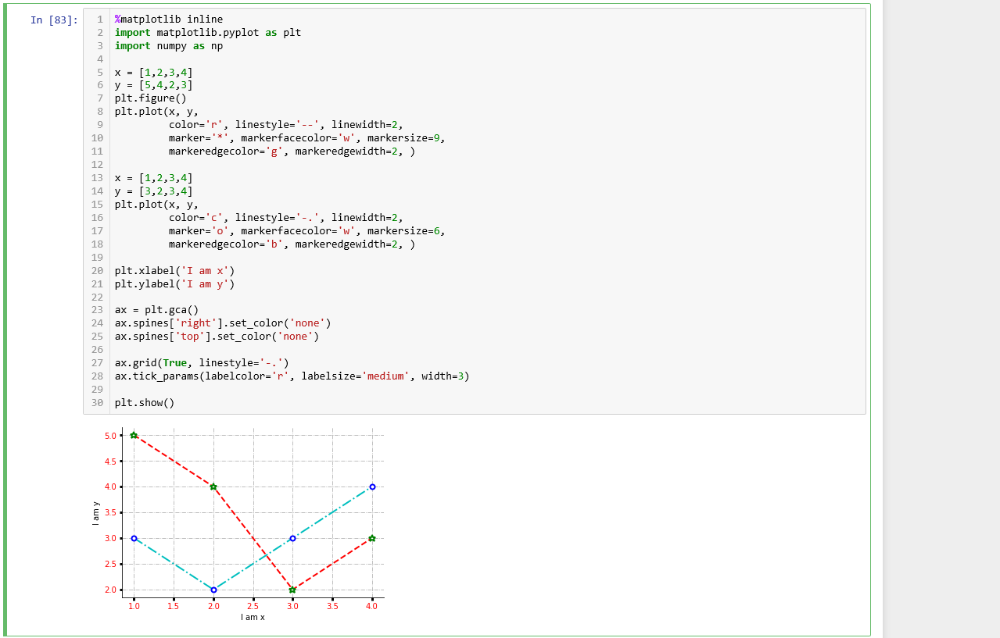 In [83]:
1 %matplotlib inline
2 import matplotlib.pyplot as plt
3 import numpy as np
4
5 x = [1,2,3,4]
6 y = [5,4,2,3]
7 plt.figure()
8 plt.plot(x, y,
9          color='r', linestyle='--', linewidth=2,
10          marker='*', markerfacecolor='w', markersize=9,
11          markeredgecolor='g', markeredgewidth=2, )
12
13 x = [1,2,3,4]
14 y = [3,2,3,4]
15 plt.plot(x, y,
16          color='c', linestyle='-.', linewidth=2,
17          marker='o', markerfacecolor='w', markersize=6,
18          markeredgecolor='b', markeredgewidth=2, )
19
20 plt.xlabel('I am x')
21 plt.ylabel('I am y')
22
23 ax = plt.gca()
24 ax.spines['right'].set_color('none')
25 ax.spines['top'].set_color('none')
26
27 ax.grid(True, linestyle='-.')
28 ax.tick_params(labelcolor='r', labelsize='medium', width=3)
29
30 plt.show()
5.0
4.5
4.0
3.5
3.0
2.5
2.0
I am y
1.0 1.5 2.0 2.5 3.0 3.5 4.0
I am x